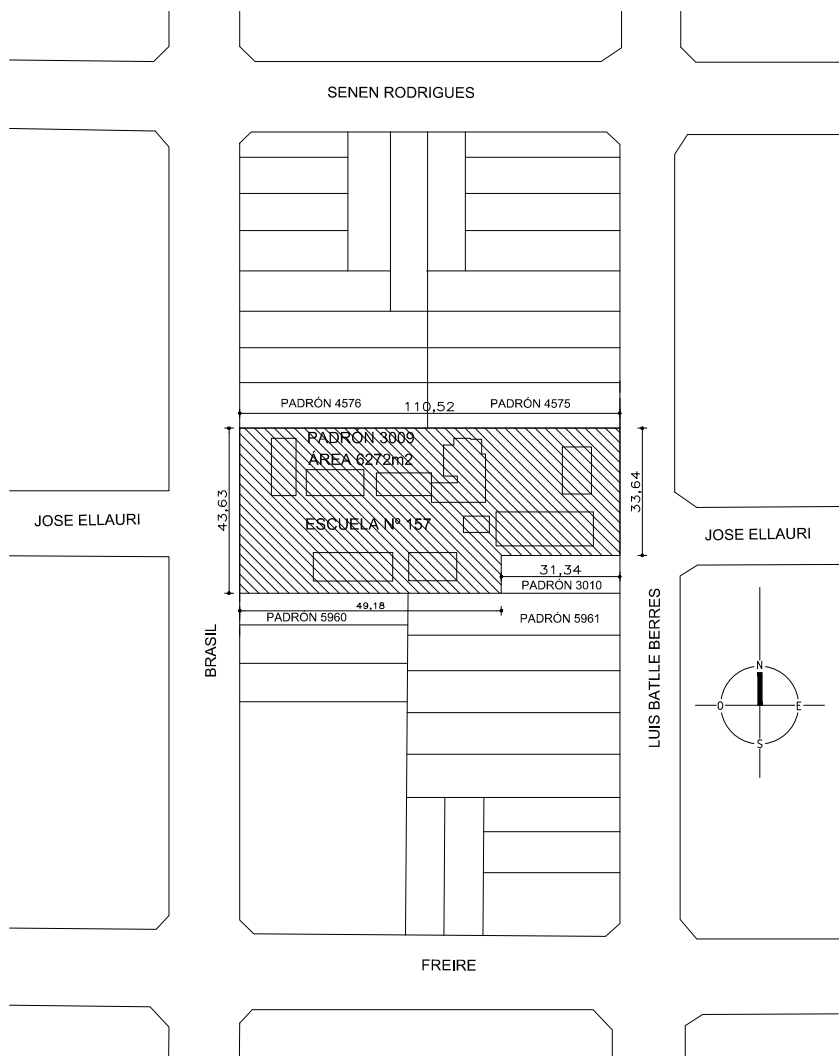 SENEN RODRIGUES
PADRÓN 4576
110,52
PADRÓN 4575
PADRÓN 3009
ÁREA 6272m2
43,63
33,64
JOSE ELLAURI
ESCUELA Nº 157
JOSE ELLAURI
31,34
PADRÓN 3010
49,18
PADRÓN 5960
PADRÓN 5961
BRASIL
LUIS BATLLE BERRES
N
O
E
S
FREIRE